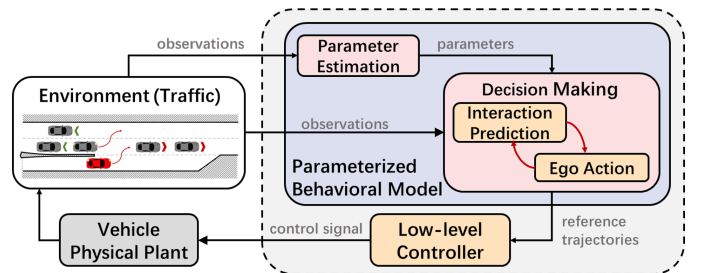 observations
Parameter
Estimation
parameters
Environment (Traffic)
Decision Making
Interaction
Prediction
observations
Ego Action
Parameterized
Behavioral Model
Vehicle
Physical Plant
control signal
Low-level
Controller
reference
trajectories